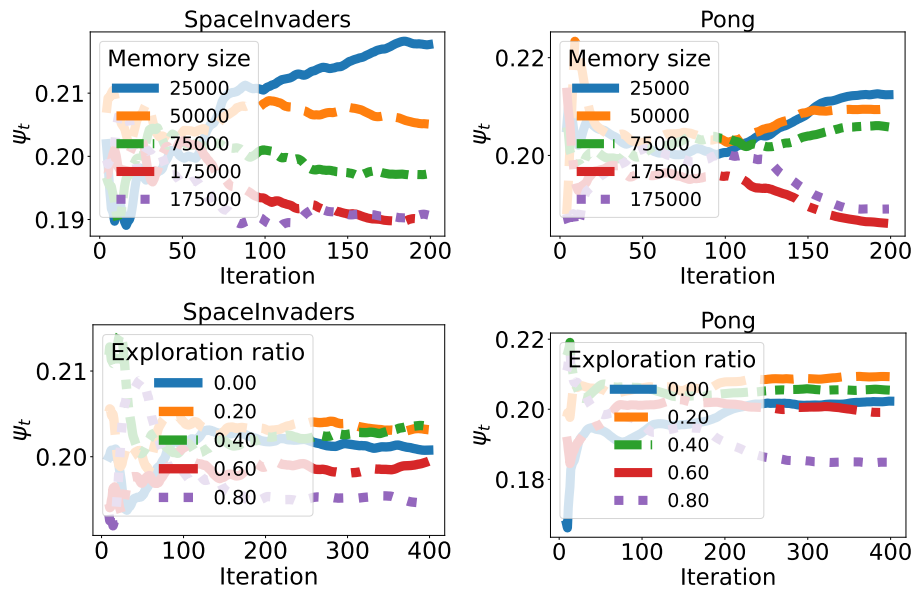 SpaceInvaders
ψt
0.21
0.20
0.19
Memory size
25000
50000
75000
175000
175000
0 50 100 150 200
Iteration
Pong
ψt
0.22
0.20
Memory size
25000
50000
75000
175000
175000
0 50 100 150 200
Iteration
SpaceInvaders
ψt
0.21
0.20
Exploration ratio
0.00
0.20
0.40
0.60
0.80
0 100 200 300 400
Iteration
Pong
ψt
0.22
0.20
0.18
Exploration ratio
0.00
0.20
0.40
0.60
0.80
0 100 200 300 400
Iteration